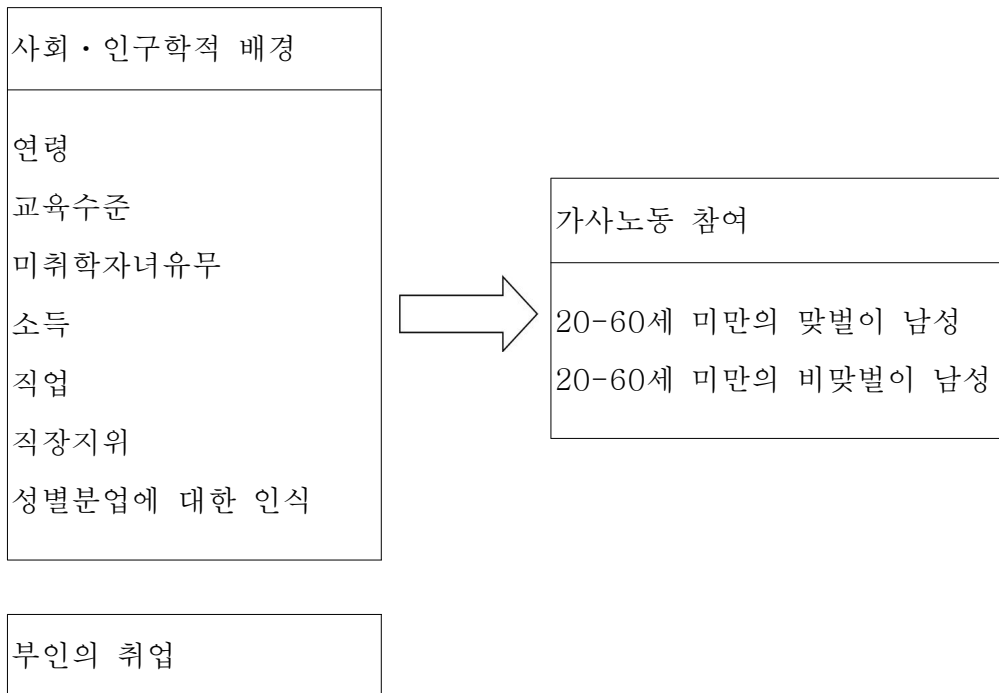 사회·인구학적 배경
연령
교육수준
미취학자녀유무
소득
직업
직장지위
성별분업에 대한 인식
가사노동 참여
20-60세 미만의 맞벌이 남성
20-60세 미만의 비맞벌이 남성
부인의 취업